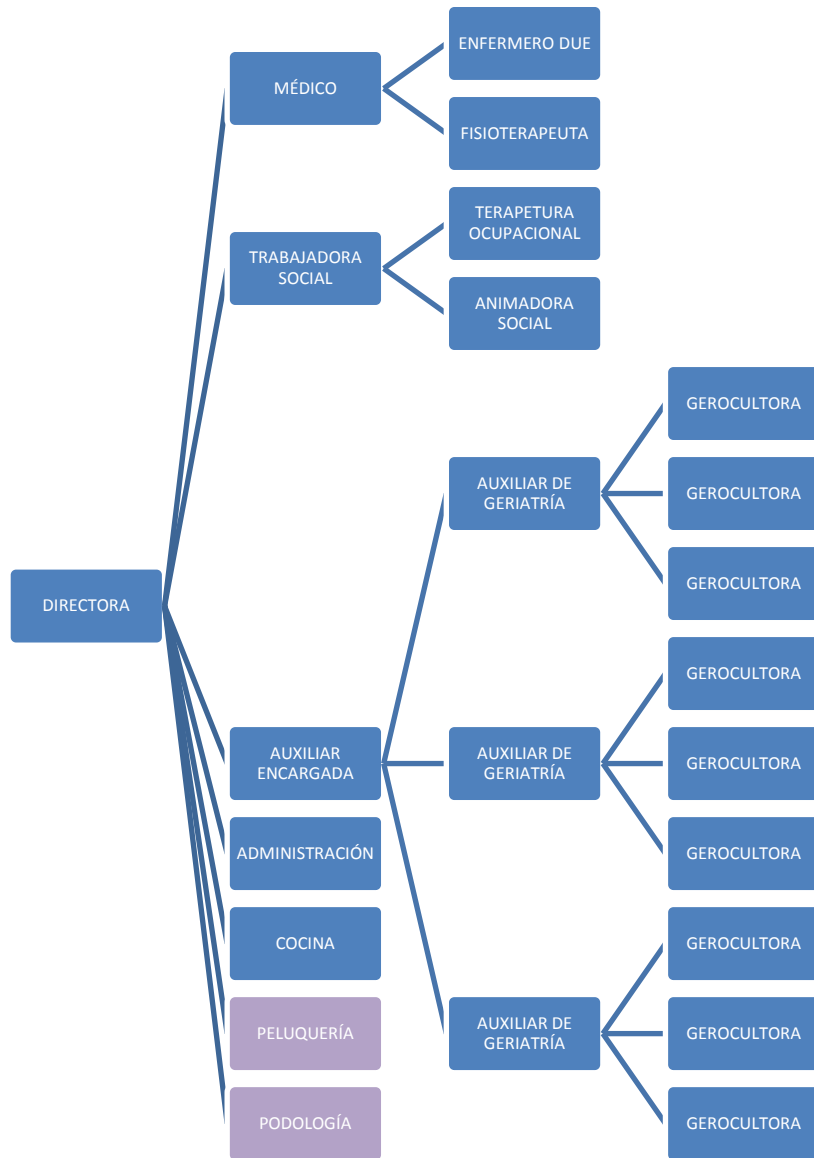 ENFERMERO DUE
MÉDICO
FISIOTERAPEUTA
TERAPETURA
OCUPACIONAL
TRABAJADORA
SOCIAL
ANIMADORA
SOCIAL
GEROCULTORA
AUXILIAR DE
GERIATRÍA
GEROCULTORA
GEROCULTORA
DIRECTORA
GEROCULTORA
AUXILIAR
ENCARGADA
AUXILIAR DE
GERIATRÍA
GEROCULTORA
ADMINISTRACIÓN
GEROCULTORA
COCINA
GEROCULTORA
PELUQUERÍA
AUXILIAR DE
GERIATRÍA
GEROCULTORA
PODOLOGÍA
GEROCULTORA